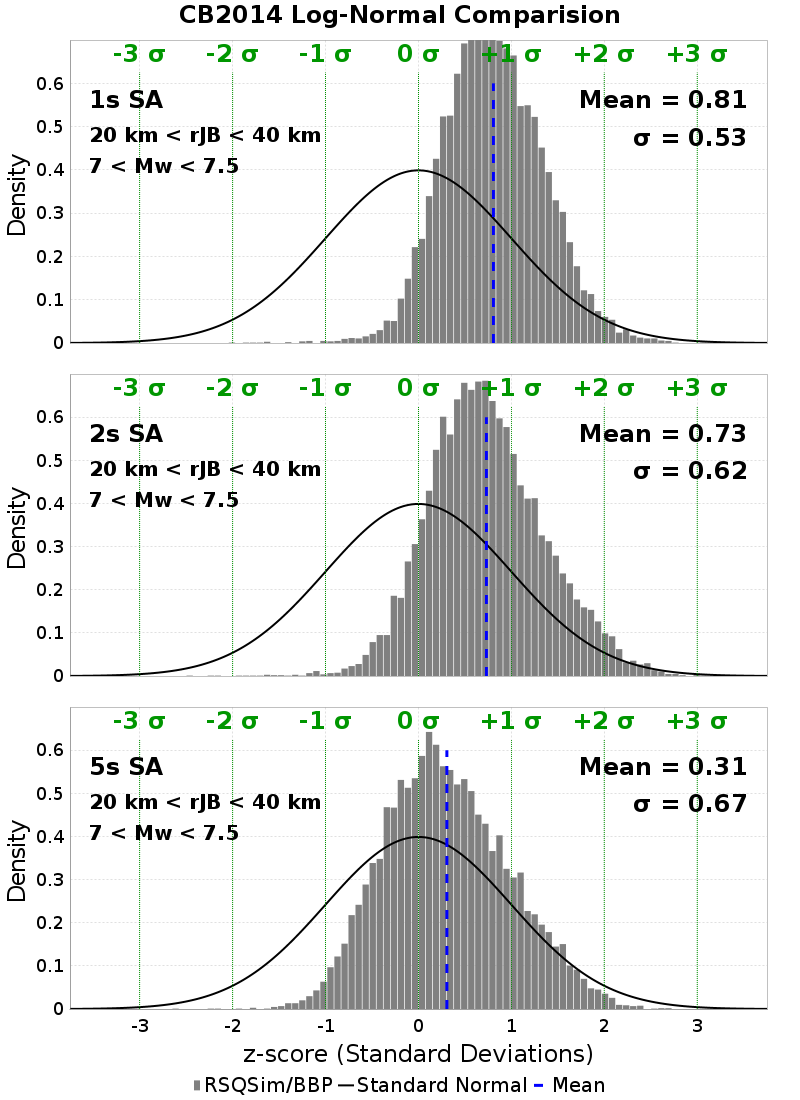 CB2014 Log-Normal Comparision
-3 σ -2 σ -1 σ 0 σ +1 σ +2 σ +3 σ
1s SA
20 km < rJB < 40 km
7 < Mw < 7.5
Mean = 0.81
σ = 0.53
0.6
0.5
0.4
0.3
0.2
0.1
0
Density
-3 σ -2 σ -1 σ 0 σ +1 σ +2 σ +3 σ
2s SA
20 km < rJB < 40 km
7 < Mw < 7.5
Mean = 0.73
σ = 0.62
0.6
0.5
0.4
0.3
0.2
0.1
0
Density
-3 σ -2 σ -1 σ 0 σ +1 σ +2 σ +3 σ
5s SA
20 km < rJB < 40 km
7 < Mw < 7.5
Mean = 0.31
σ = 0.67
0.6
0.5
0.4
0.3
0.2
0.1
0
Density
-3 -2 -1 0 1 2 3
z-score (Standard Deviations)
RSQSim/BBP Standard Normal Mean